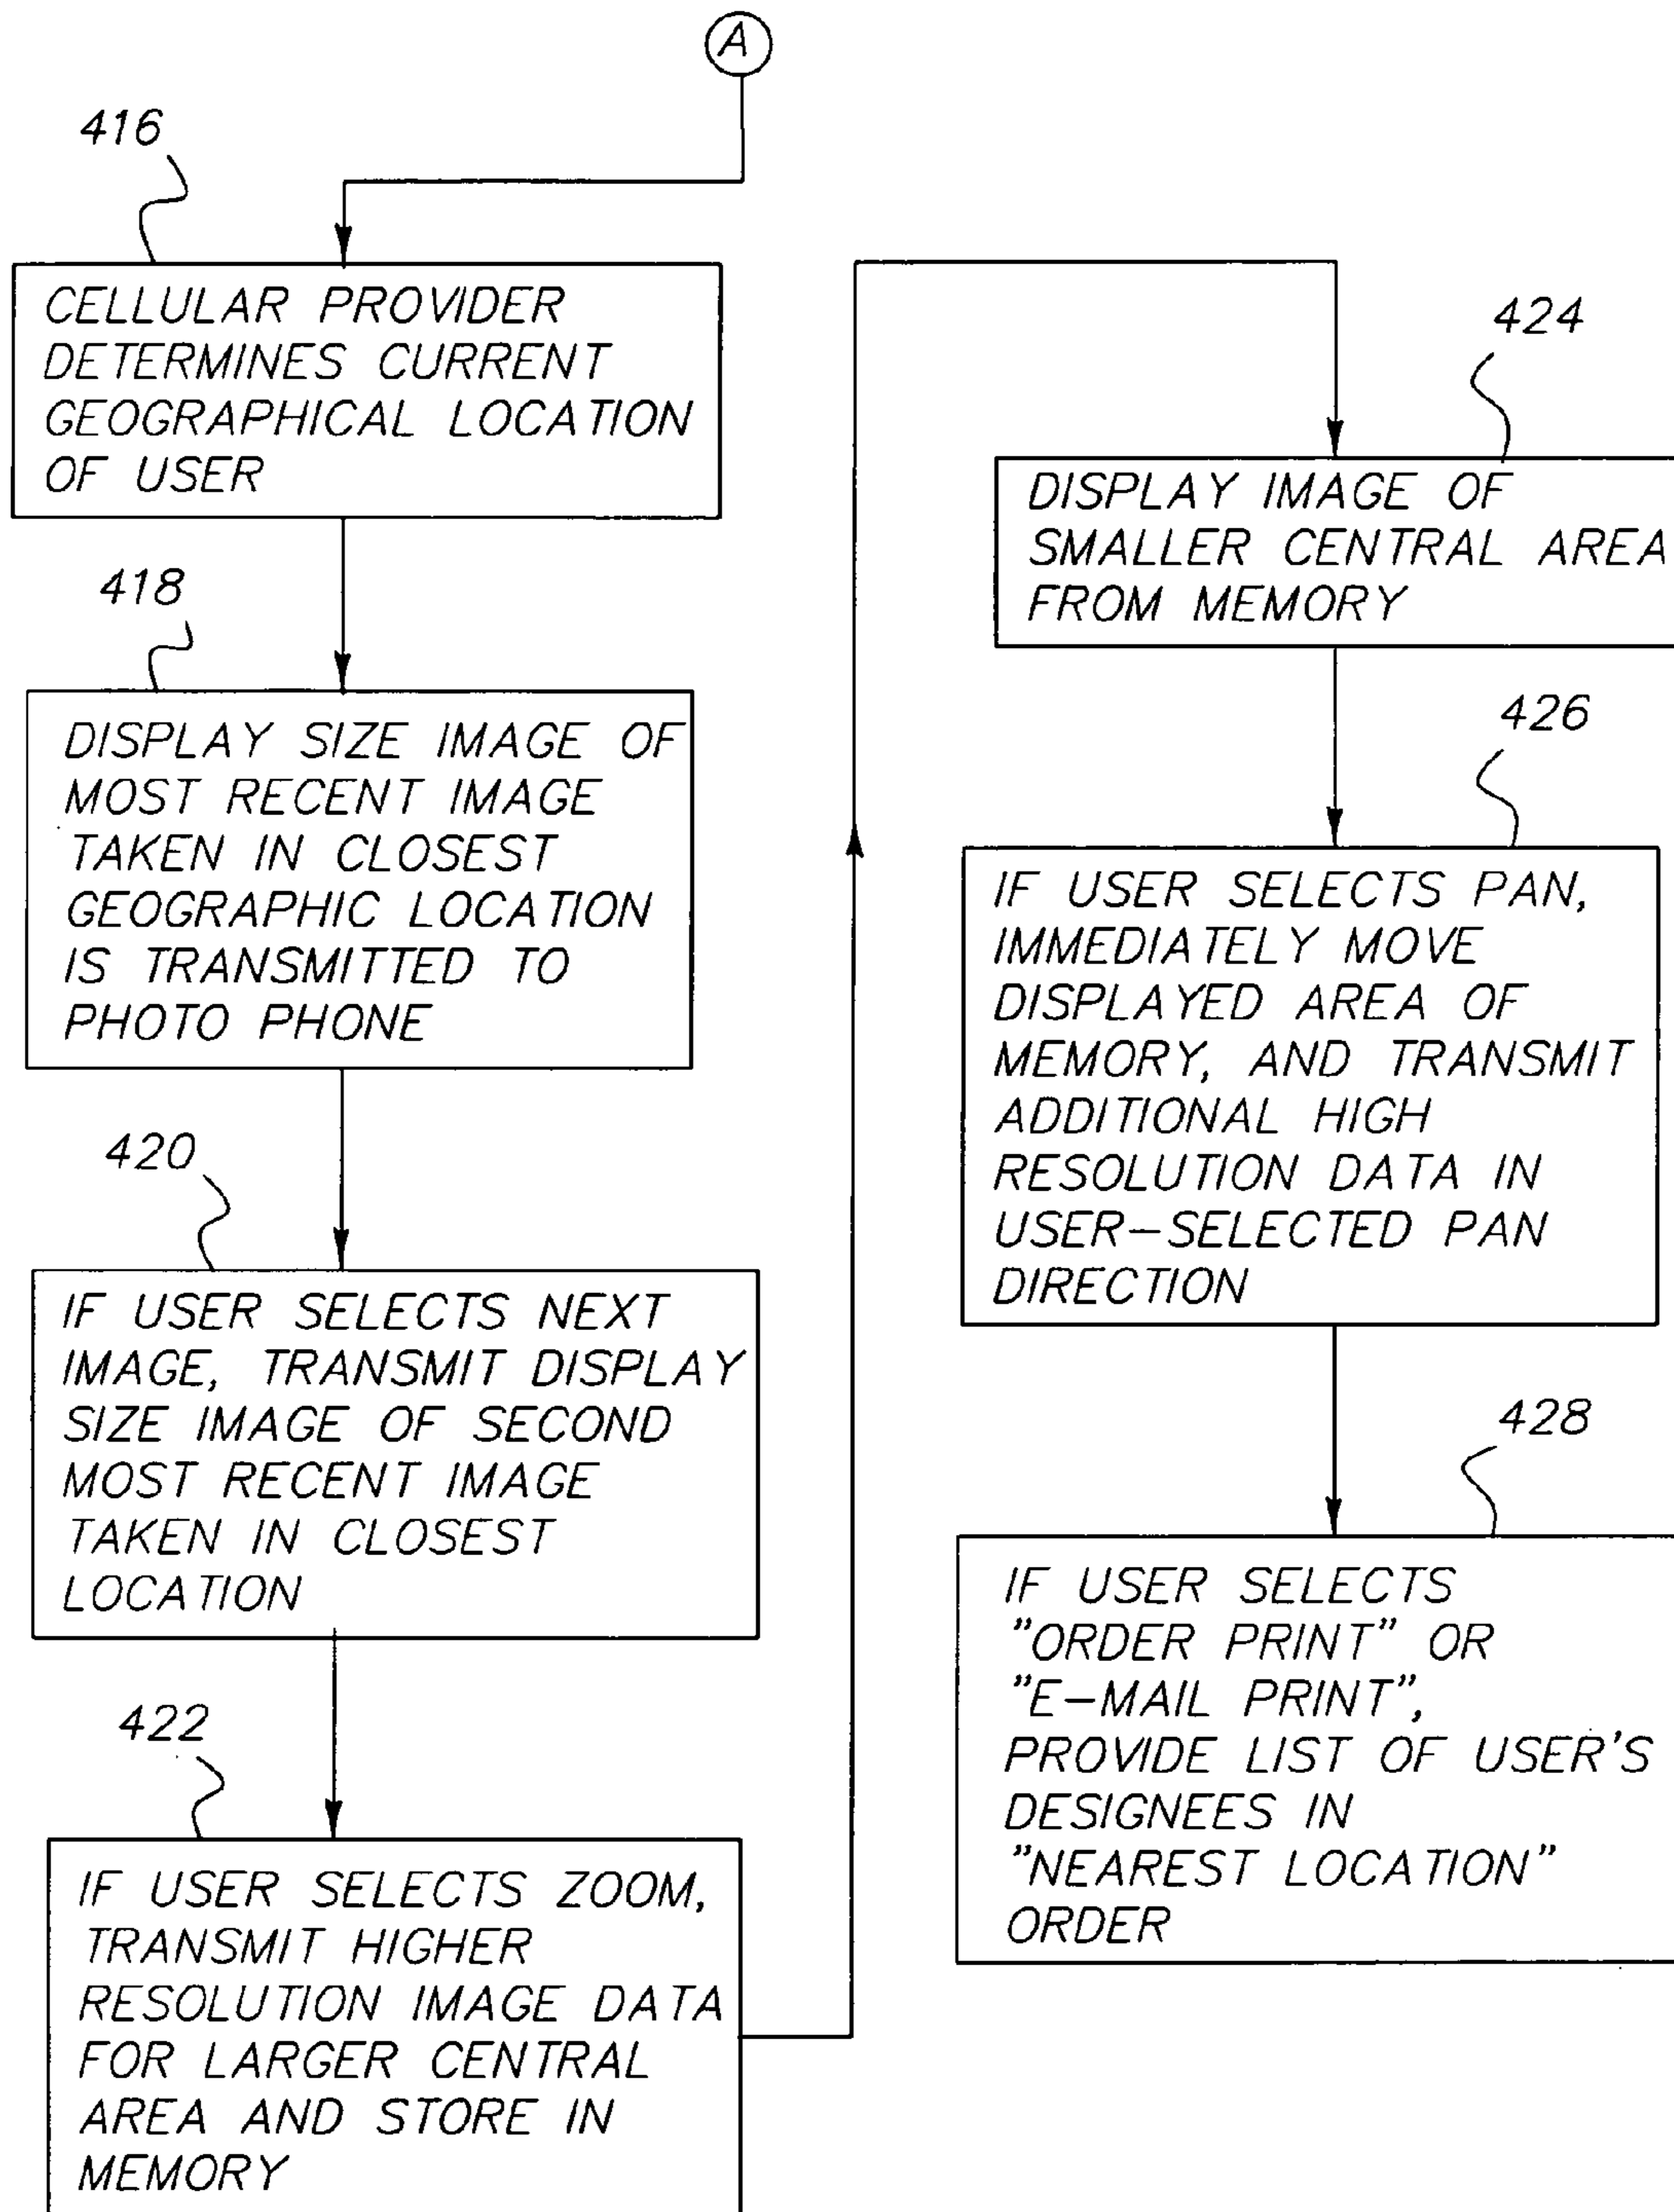 A
416
CELLULAR PROVIDER
DETERMINES CURRENT
GEOGRAPHICAL LOCATION
OF USER
418
DISPLAY SIZE IMAGE OF
MOST RECENT IMAGE
TAKEN IN CLOSEST
GEOGRAPHIC LOCATION
IS TRANSMITTED TO
PHOTO PHONE
420
IF USER SELECTS NEXT
IMAGE, TRANSMIT DISPLAY
SIZE IMAGE OF SECOND
MOST RECENT IMAGE
TAKEN IN CLOSEST
LOCATION
422
IF USER SELECTS ZOOM,
TRANSMIT HIGHER
RESOLUTION IMAGE DATA
FOR LARGER CENTRAL
AREA AND STORE IN
MEMORY
424
DISPLAY IMAGE OF
SMALLER CENTRAL AREA
FROM MEMORY
426
IF USER SELECTS PAN,
IMMEDIATELY MOVE
DISPLAYED AREA OF
MEMORY, AND TRANSMIT
ADDITIONAL HIGH
RESOLUTION DATA IN
USER-SELECTED PAN
DIRECTION
428
IF USER SELECTS
"ORDER PRINT" OR
"E-MAIL PRINT",
PROVIDE LIST OF USER'S
DESIGNEES IN
"NEAREST LOCATION"
ORDER